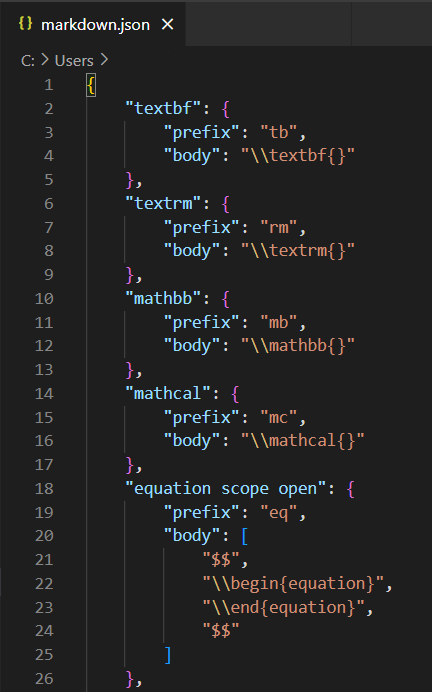 {} markdown.json ×
C: > Users >
1 {
2     "textbf": {
3         "prefix": "tb",
4         "body": "\\textbf{}"
5     },
6     "textrm": {
7         "prefix": "rm",
8         "body": "\\textrm{}"
9     },
10     "mathbb": {
11         "prefix": "mb",
12         "body": "\\mathbb{}"
13     },
14     "mathcal": {
15         "prefix": "mc",
16         "body": "\\mathcal{}"
17     },
18     "equation scope open": {
19         "prefix": "eq",
20         "body": [
21             "$$",
22             "\\begin{equation}",
23             "\\end{equation}",
24             "$$"
25         ]
26     },